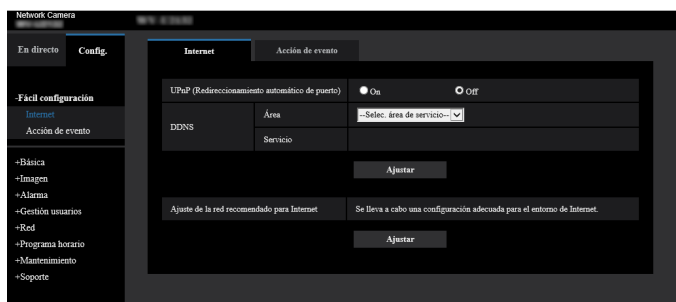 Network Camera
En directo Config.
Internet Acción de evento
-Fácil configuración
Internet
Acción de evento
+Básica
+Imagen
+Alarma
+Gestión usuarios
+Red
+Programa horario
+Mantenimiento
+Soporte
UPnP (Redireccionamiento automático de puerto) On Off
DDNS
Área --Selec. área de servicio--
Servicio
Ajustar
Ajuste de la red recomendado para Internet Se lleva a cabo una configuración adecuada para el entorno de Internet.
Ajustar